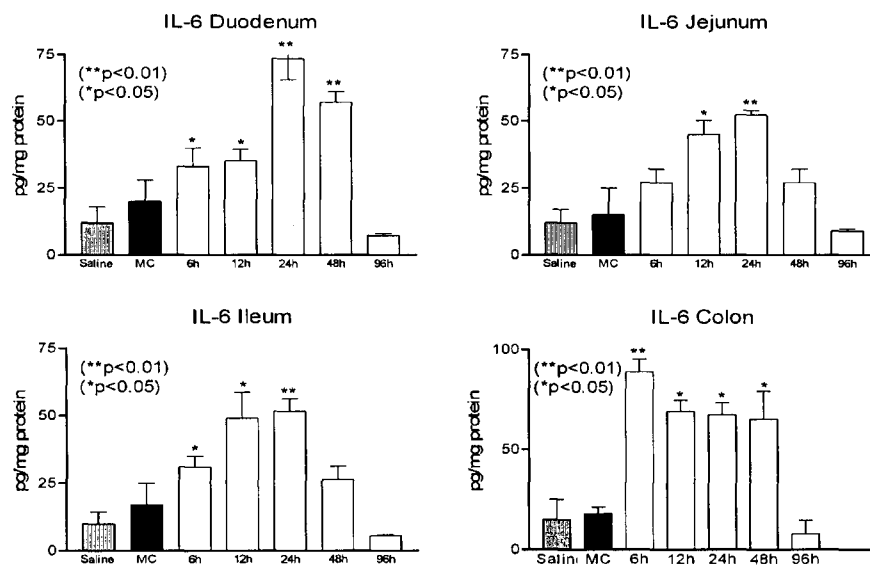 IL-6 Duodenum
75
50
25
0
pg/mg protein
(**p<0.01)
(*p<0.05)
*
*
**
**
Saline MC 6h 12h 24h 48h 96h
IL-6 Jejunum
75
50
25
0
pg/mg protein
(**p<0.01)
(*p<0.05)
*
**
Saline MC 6h 12h 24h 48h 96h
IL-6 Ileum
75
50
25
0
pg/mg protein
(**p<0.01)
(*p<0.05)
*
*
**
Saline MC 6h 12h 24h 48h 96h
IL-6 Colon
100
50
0
pg/mg protein
(**p<0.01)
(*p<0.05)
**
*
*
*
Salin MC 6h 12h 24h 48h 96h